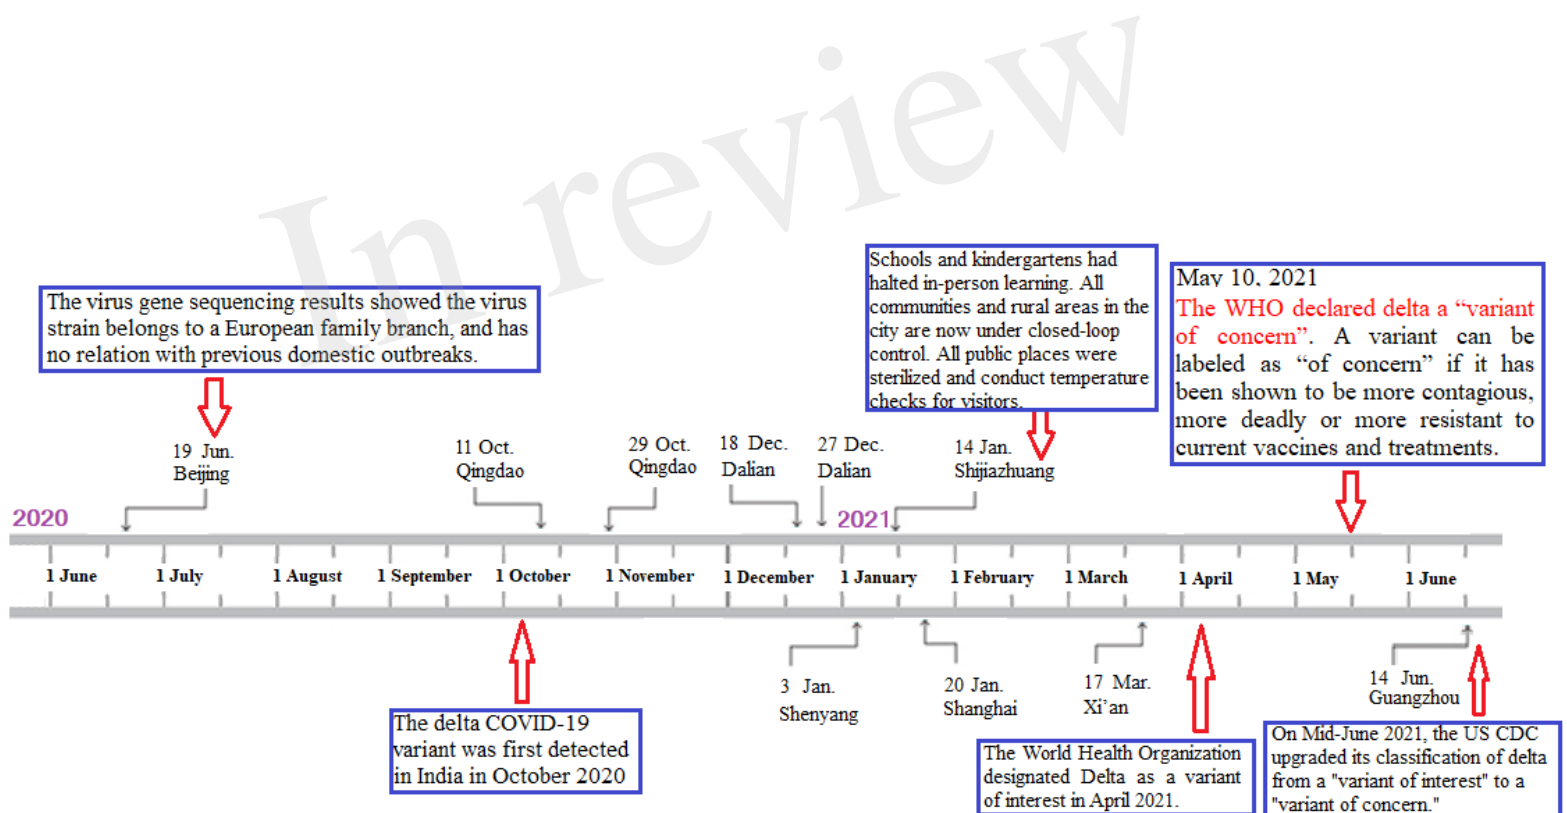 In review
The virus gene sequencing results showed the virus
strain belongs to a European family branch, and has
no relation with previous domestic outbreaks.
Schools and kindergartens had
halted in-person learning. All
communities and rural areas in the
city are now under closed-loop
control. All public places were
sterilized and conduct temperature
checks for visitors.
May 10, 2021
The WHO declared delta a “variant
of concern”. A variant can be
labeled as “of concern” if it has
been shown to be more contagious,
more deadly or more resistant to
current vaccines and treatments.
19 Jun.
Beijing
11 Oct.
Qingdao
29 Oct.
Qingdao
18 Dec.
Dalian
27 Dec.
Dalian
14 Jan.
Shijiazhuang
2020
2021
1 June
1 July
1 August
1 September
1 October
1 November
1 December
1 January
1 February
1 March
1 April
1 May
1 June
3 Jan.
Shenyang
20 Jan.
Shanghai
17 Mar.
Xi’an
14 Jun.
Guangzhou
The delta COVID-19
variant was first detected
in India in October 2020
The World Health Organization
designated Delta as a variant
of interest in April 2021.
On Mid-June 2021, the US CDC
upgraded its classification of delta
from a "variant of interest" to a
"variant of concern."